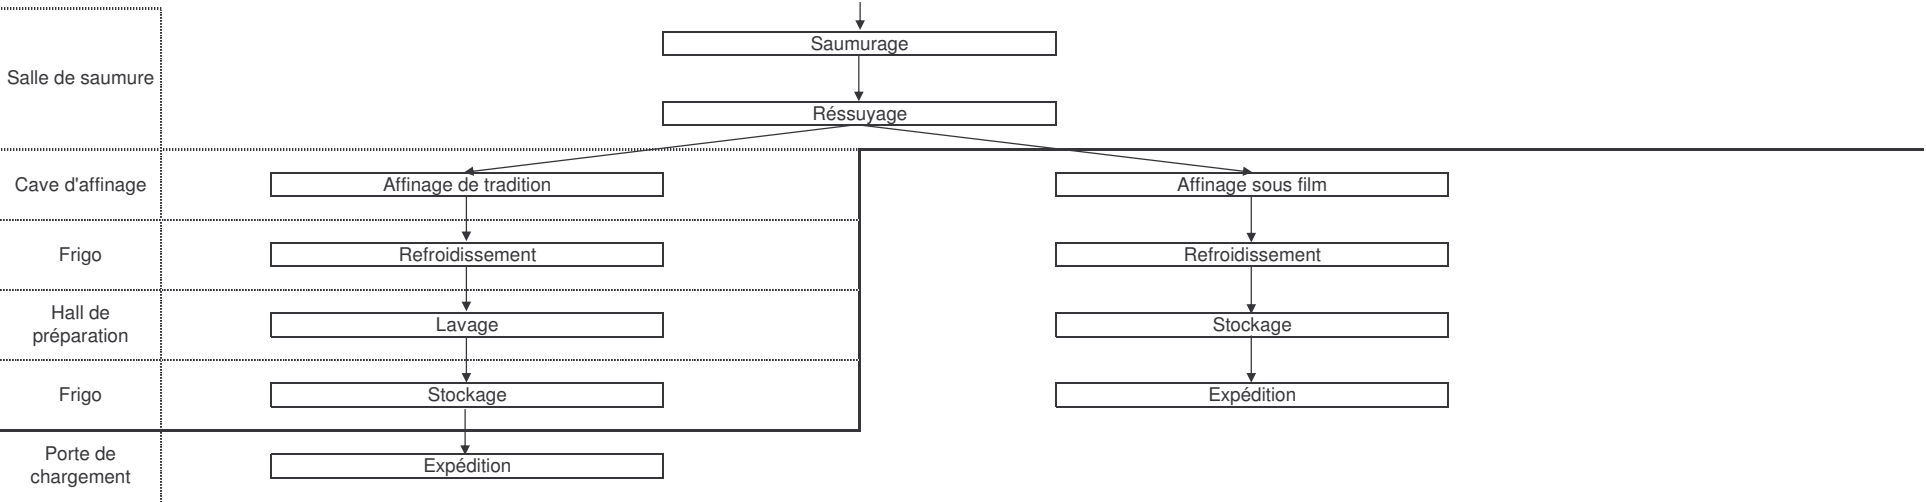 Saumurage
Salle de saumure
Réssuyage
Cave d'affinage
Affinage de tradition
Affinage sous film
Frigo
Refroidissement
Refroidissement
Hall de
préparation
Lavage
Stockage
Frigo
Stockage
Expédition
Porte de
chargement
Expédition